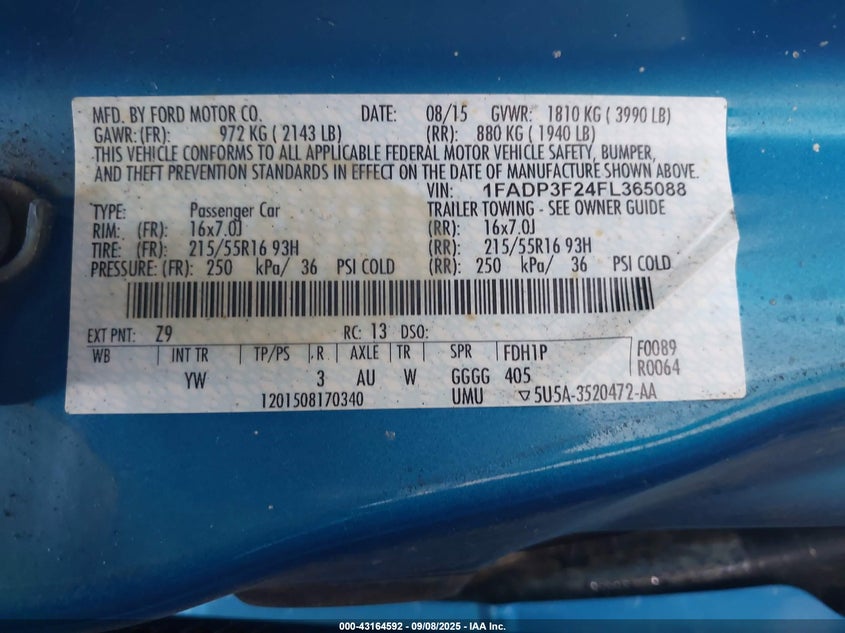 MFD. BY FORD MOTOR CO. DATE: 08/15 GVWR: 1810 KG ( 3990 LB)
GAWR:(FR): 972 KG ( 2143 LB) (RR): 880 KG ( 1940 LB)
THIS VEHICLE CONFORMS TO ALL APPLICABLE FEDERAL MOTOR VEHICLE SAFETY, BUMPER,
AND THEFT PREVENTION STANDARDS IN EFFECT ON THE DATE OF MANUFACTURE SHOWN ABOVE.
VIN: 1FADP3F24FL365088
TYPE: Passenger Car TRAILER TOWING - SEE OWNER GUIDE
RIM: (FR): 16x7.0J (RR): 16x7.0J
TIRE: (FR): 215/55R16 93H (RR): 215/55R16 93H
PRESSURE: (FR): 250 kPa/ 36 PSI COLD (RR): 250 kPa/ 36 PSI COLD
EXT PNT: Z9 RC: 13 DSO:
WB INT TR TP/PS R AXLE TR SPR FDH1P F0089
R0064
YW 3 AU W GGGG 405
1201508170340 UMU ▽5U5A-3520472-AA
000-43164592 - 09/08/2025 - IAA Inc.